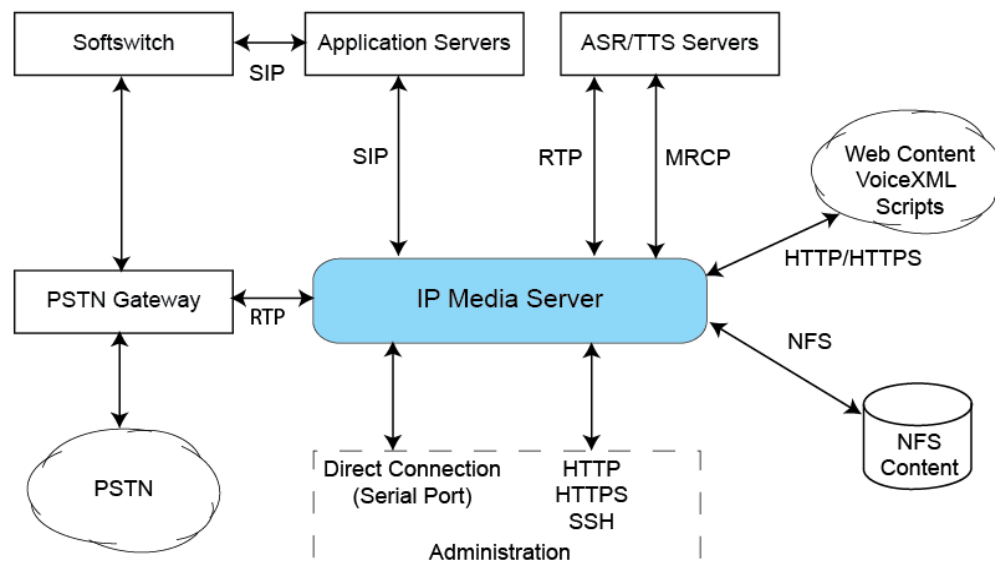 Softswitch
SIP
Application Servers
ASR/TTS Servers
SIP
RTP
MRCP
Web Content
VoiceXML
Scripts
HTTP/HTTPS
PSTN Gateway
RTP
IP Media Server
NFS
NFS
Content
PSTN
Direct Connection
(Serial Port)
HTTP
HTTPS
SSH
Administration